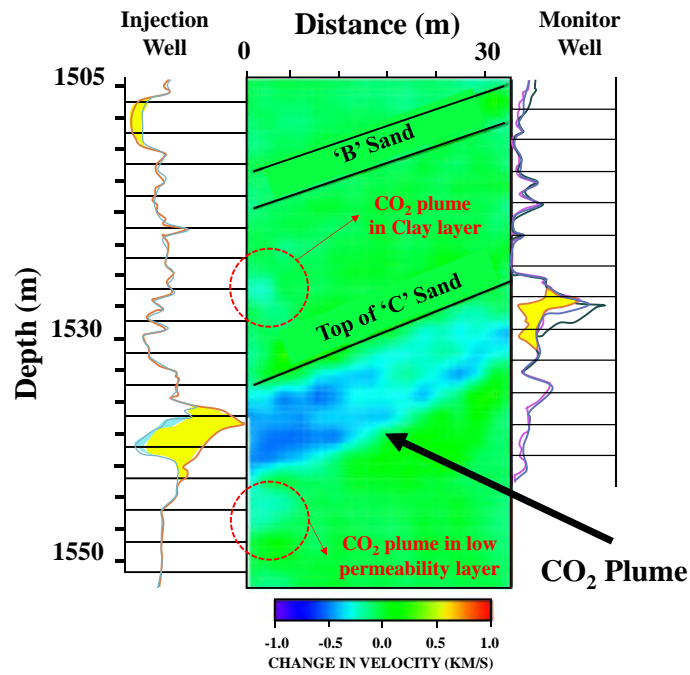 Injection
Well
Distance (m)
Monitor
Well
0
30
1505
1530
1550
Depth (m)
'B' Sand
CO₂ plume
in Clay layer
Top of 'C' Sand
CO₂ plume in low
permeability layer
CO₂ Plume
-1.0 -0.5 0.0 0.5 1.0
CHANGE IN VELOCITY (KM/S)